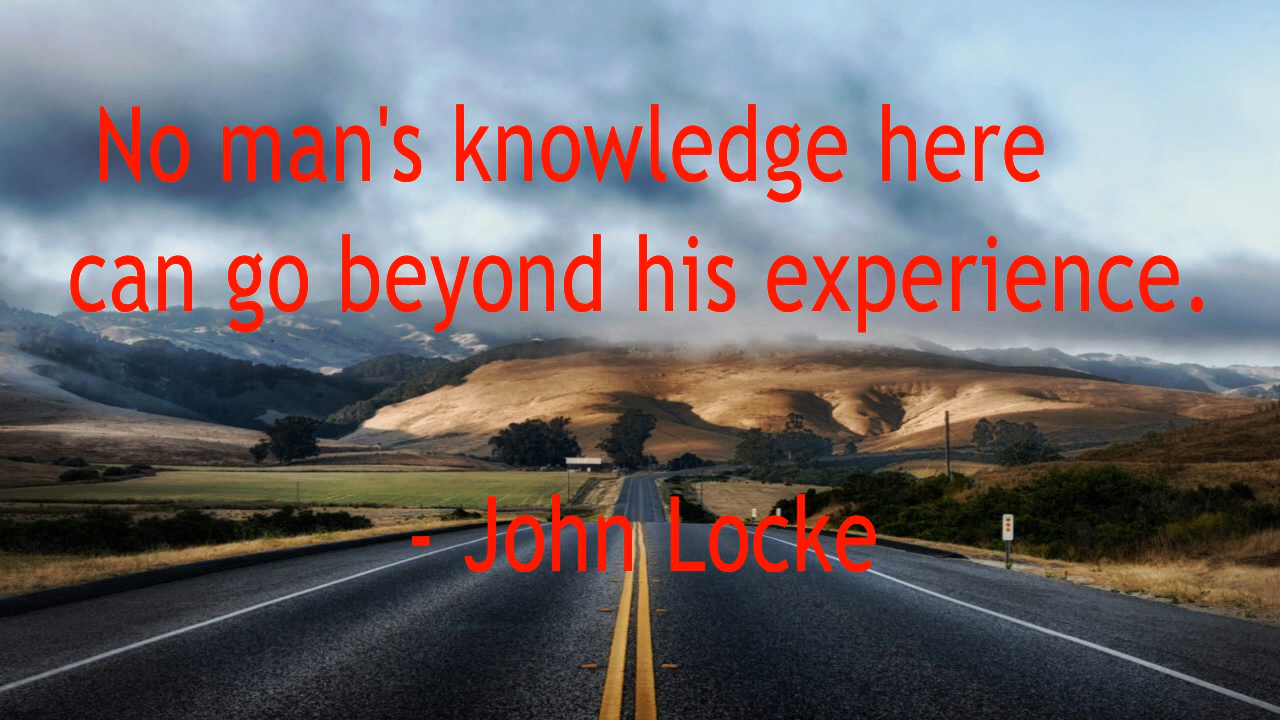 No man's knowledge here
can go beyond his experience.
- John Locke